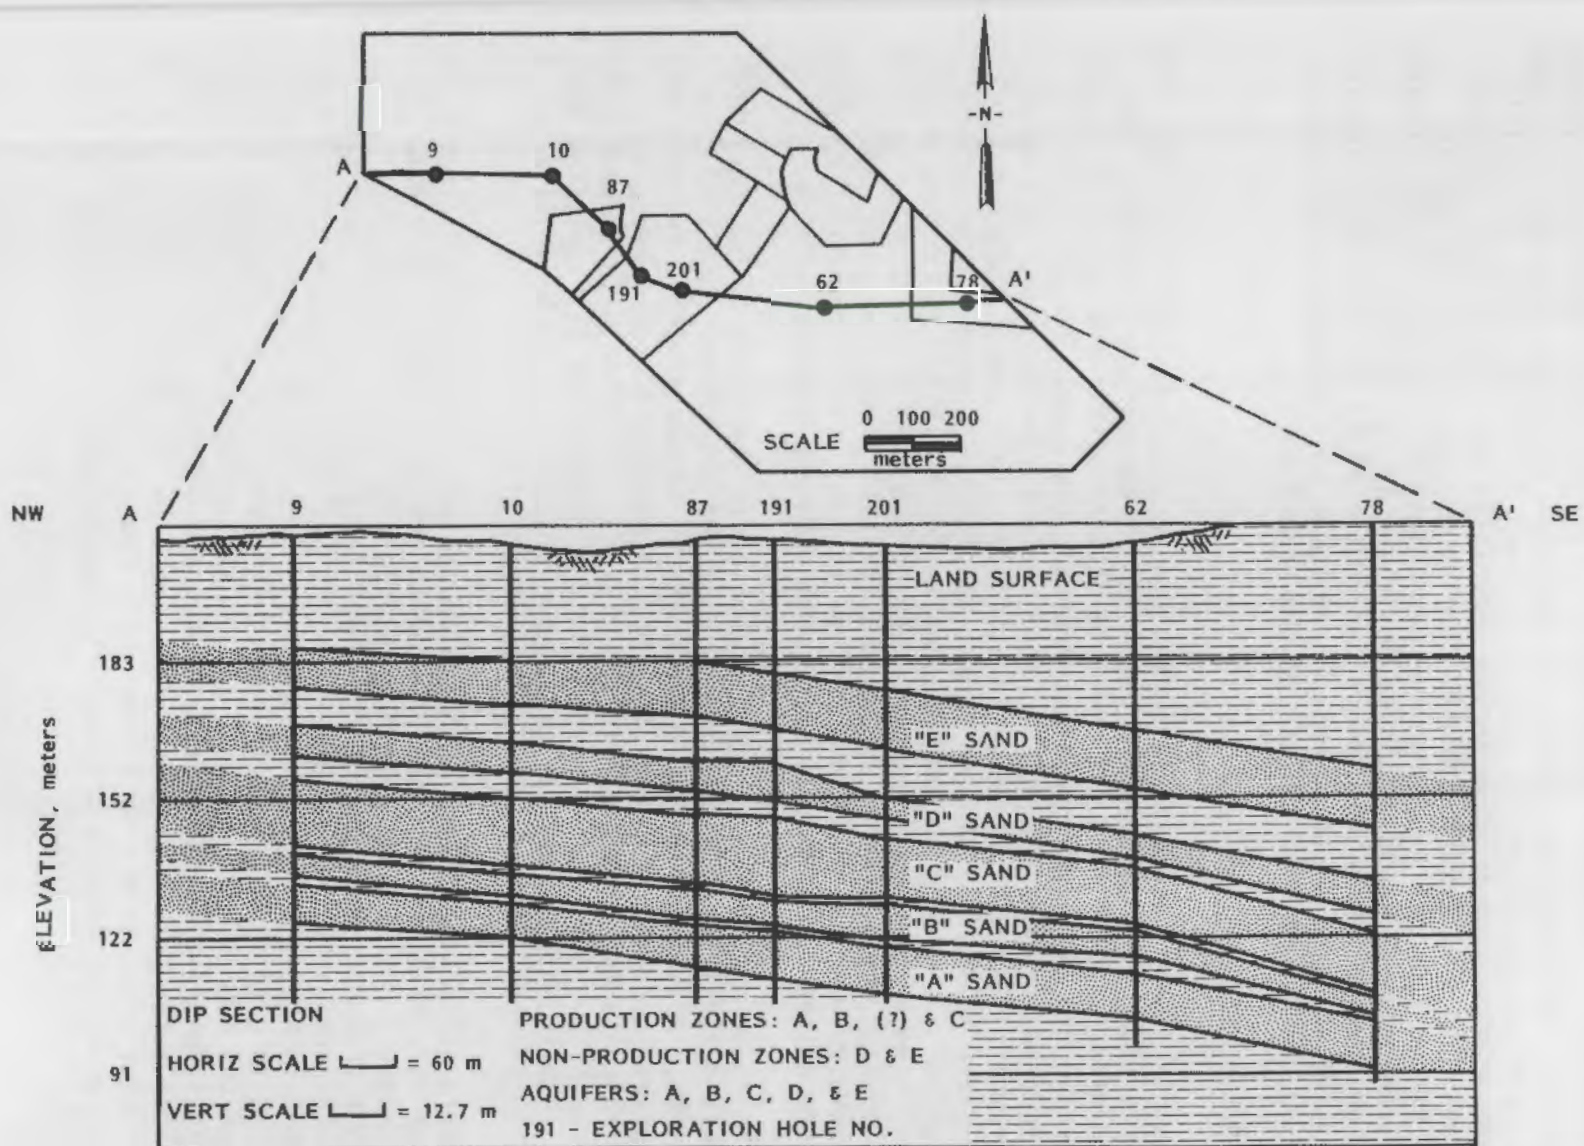 -N-
A
9
10
87
191
201
62
78
A'
0 100 200
SCALE
meters
NW A 9 10 87 191 201 62 78 A' SE
LAND SURFACE
183
152
122
91
ELEVATION, meters
"E" SAND
"D" SAND
"C" SAND
"B" SAND
"A" SAND
DIP SECTION
HORIZ SCALE = 60 m
VERT SCALE = 12.7 m
PRODUCTION ZONES: A, B, (?) & C
NON-PRODUCTION ZONES: D & E
AQUIFERS: A, B, C, D, & E
191 - EXPLORATION HOLE NO.